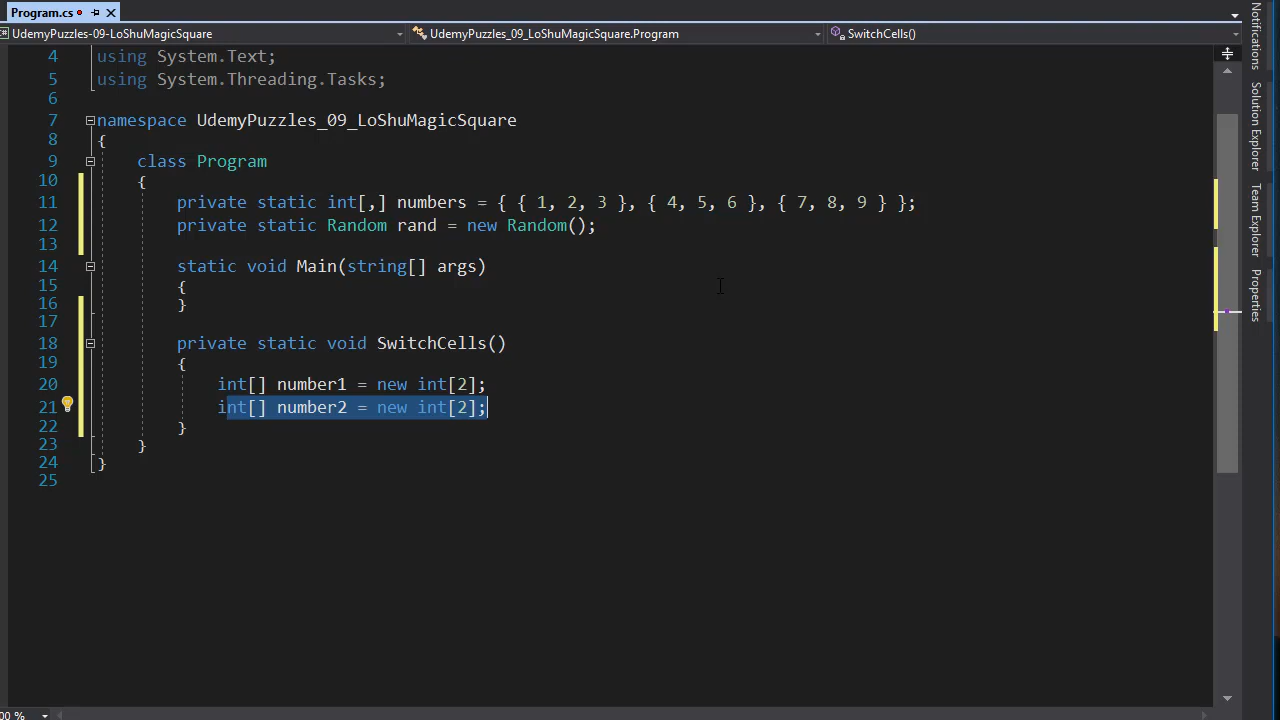 Program.cs
UdemyPuzzles-09-LoShuMagicSquare
UdemyPuzzles_09_LoShuMagicSquare.Program
SwitchCells()
4 using System.Text;
5 using System.Threading.Tasks;
6
7 namespace UdemyPuzzles_09_LoShuMagicSquare
8 {
9 class Program
10 {
11 private static int[,] numbers = { { 1, 2, 3 }, { 4, 5, 6 }, { 7, 8, 9 } };
12 private static Random rand = new Random();
13
14 static void Main(string[] args)
15 {
16 }
17
18 private static void SwitchCells()
19 {
20 int[] number1 = new int[2];
21 int[] number2 = new int[2];
22 }
23 }
24 }
25
00 %
Notifications
Solution Explorer
Team Explorer
Properties